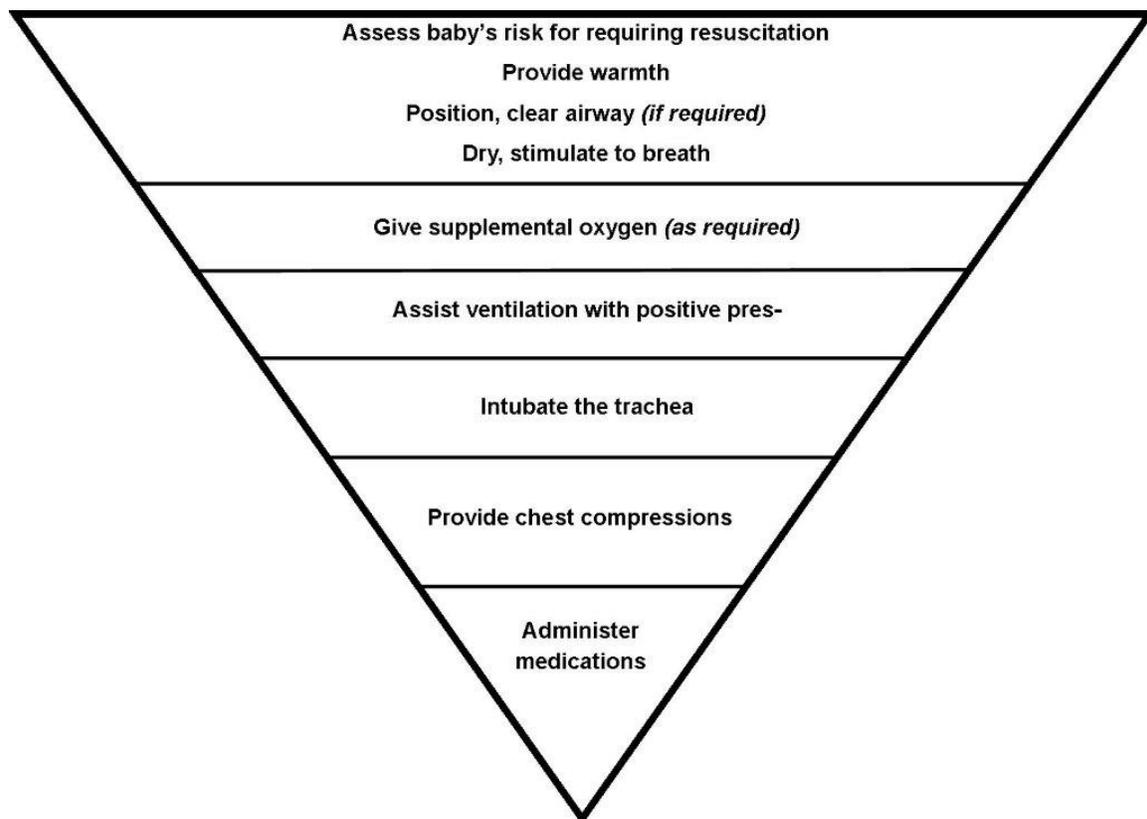 Assess baby's risk for requiring resuscitation
Provide warmth
Position, clear airway (if required)
Dry, stimulate to breath
Give supplemental oxygen (as required)
Assist ventilation with positive pres-
Intubate the trachea
Provide chest compressions
Administer
medications